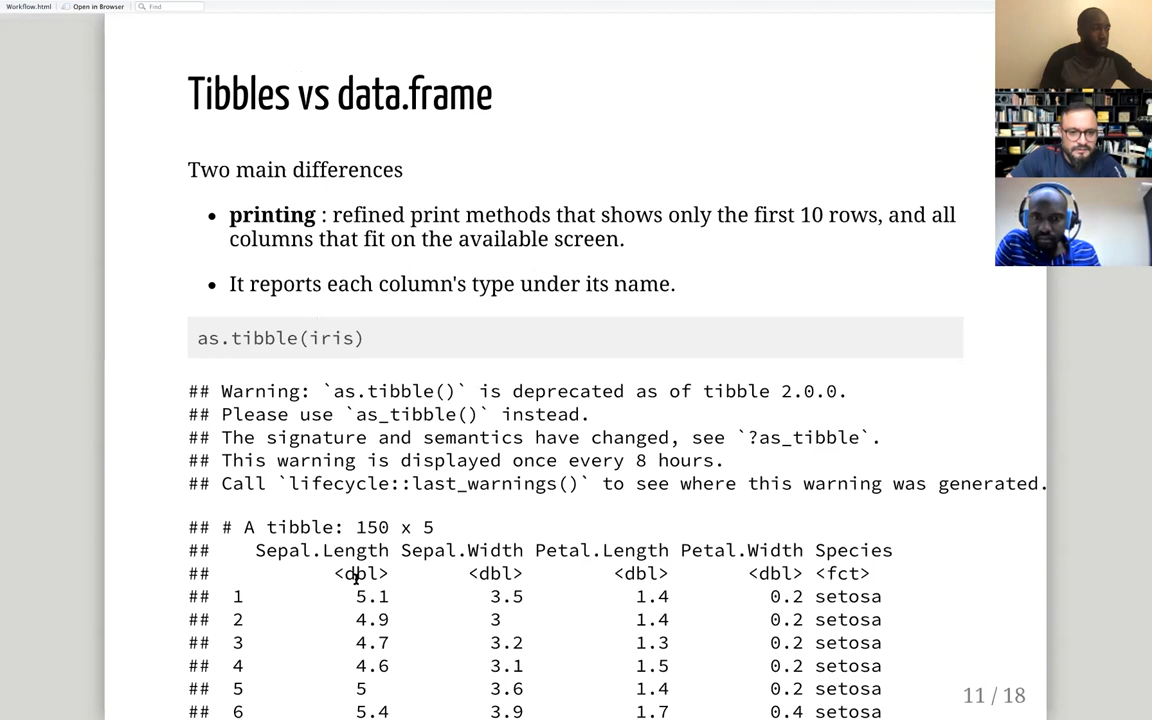 Workflow.html Open in Browser Find
Tibbles vs data.frame
Two main differences
• printing : refined print methods that shows only the first 10 rows, and all
columns that fit on the available screen.
• It reports each column's type under its name.
as.tibble(iris)
## Warning: `as.tibble()` is deprecated as of tibble 2.0.0.
## Please use `as_tibble()` instead.
## The signature and semantics have changed, see `?as_tibble`.
## This warning is displayed once every 8 hours.
## Call `lifecycle::last_warnings()` to see where this warning was generated.
## # A tibble: 150 x 5
## Sepal.Length Sepal.Width Petal.Length Petal.Width Species
## <dbl> <dbl> <dbl> <dbl> <fct>
## 1 5.1 3.5 1.4 0.2 setosa
## 2 4.9 3 1.4 0.2 setosa
## 3 4.7 3.2 1.3 0.2 setosa
## 4 4.6 3.1 1.5 0.2 setosa
## 5 5 3.6 1.4 0.2 setosa
## 6 5.4 3.9 1.7 0.4 setosa
11 / 18